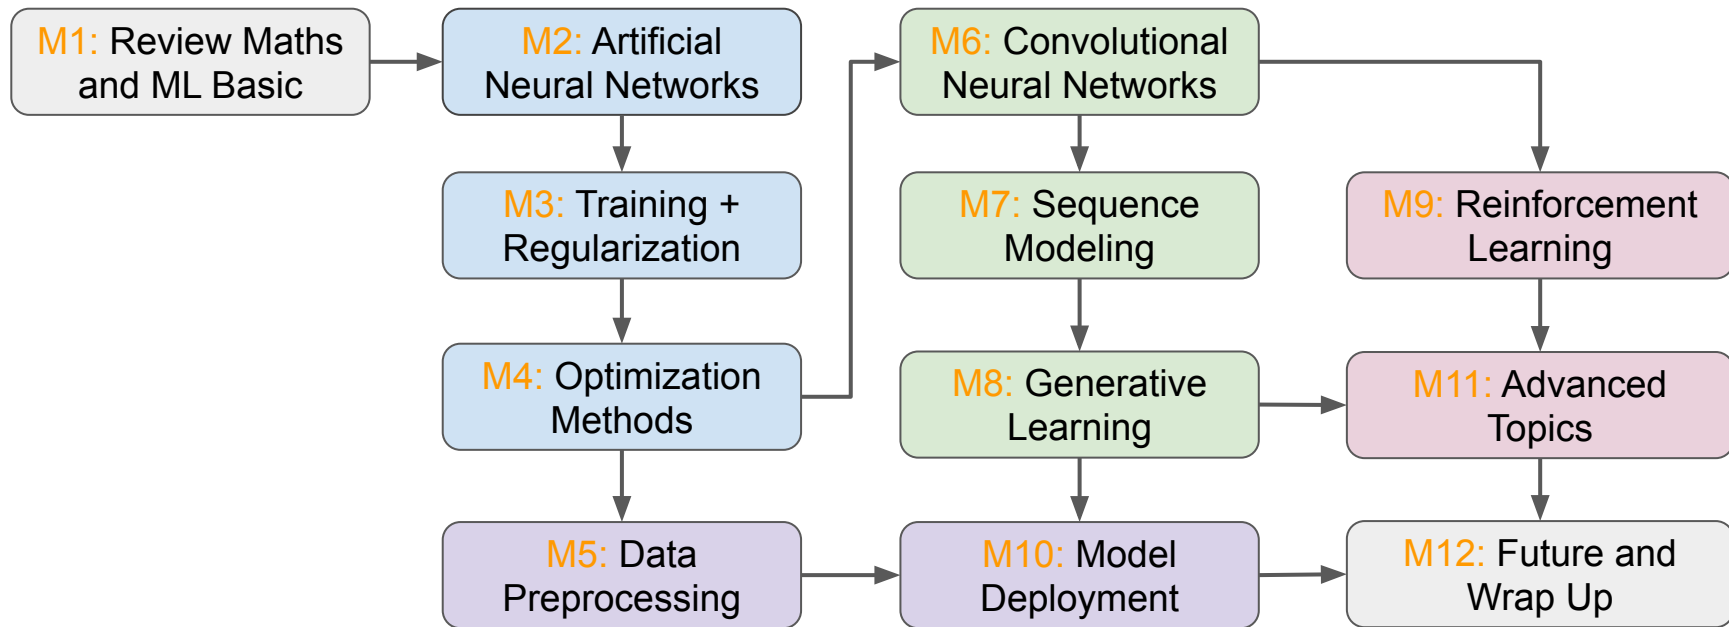 M1: Review Maths
and ML Basic
M2: Artificial
Neural Networks
M3: Training +
Regularization
M4: Optimization
Methods
M5: Data
Preprocessing
M6: Convolutional
Neural Networks
M7: Sequence
Modeling
M8: Generative
Learning
M10: Model
Deployment
M9: Reinforcement
Learning
M11: Advanced
Topics
M12: Future and
Wrap Up